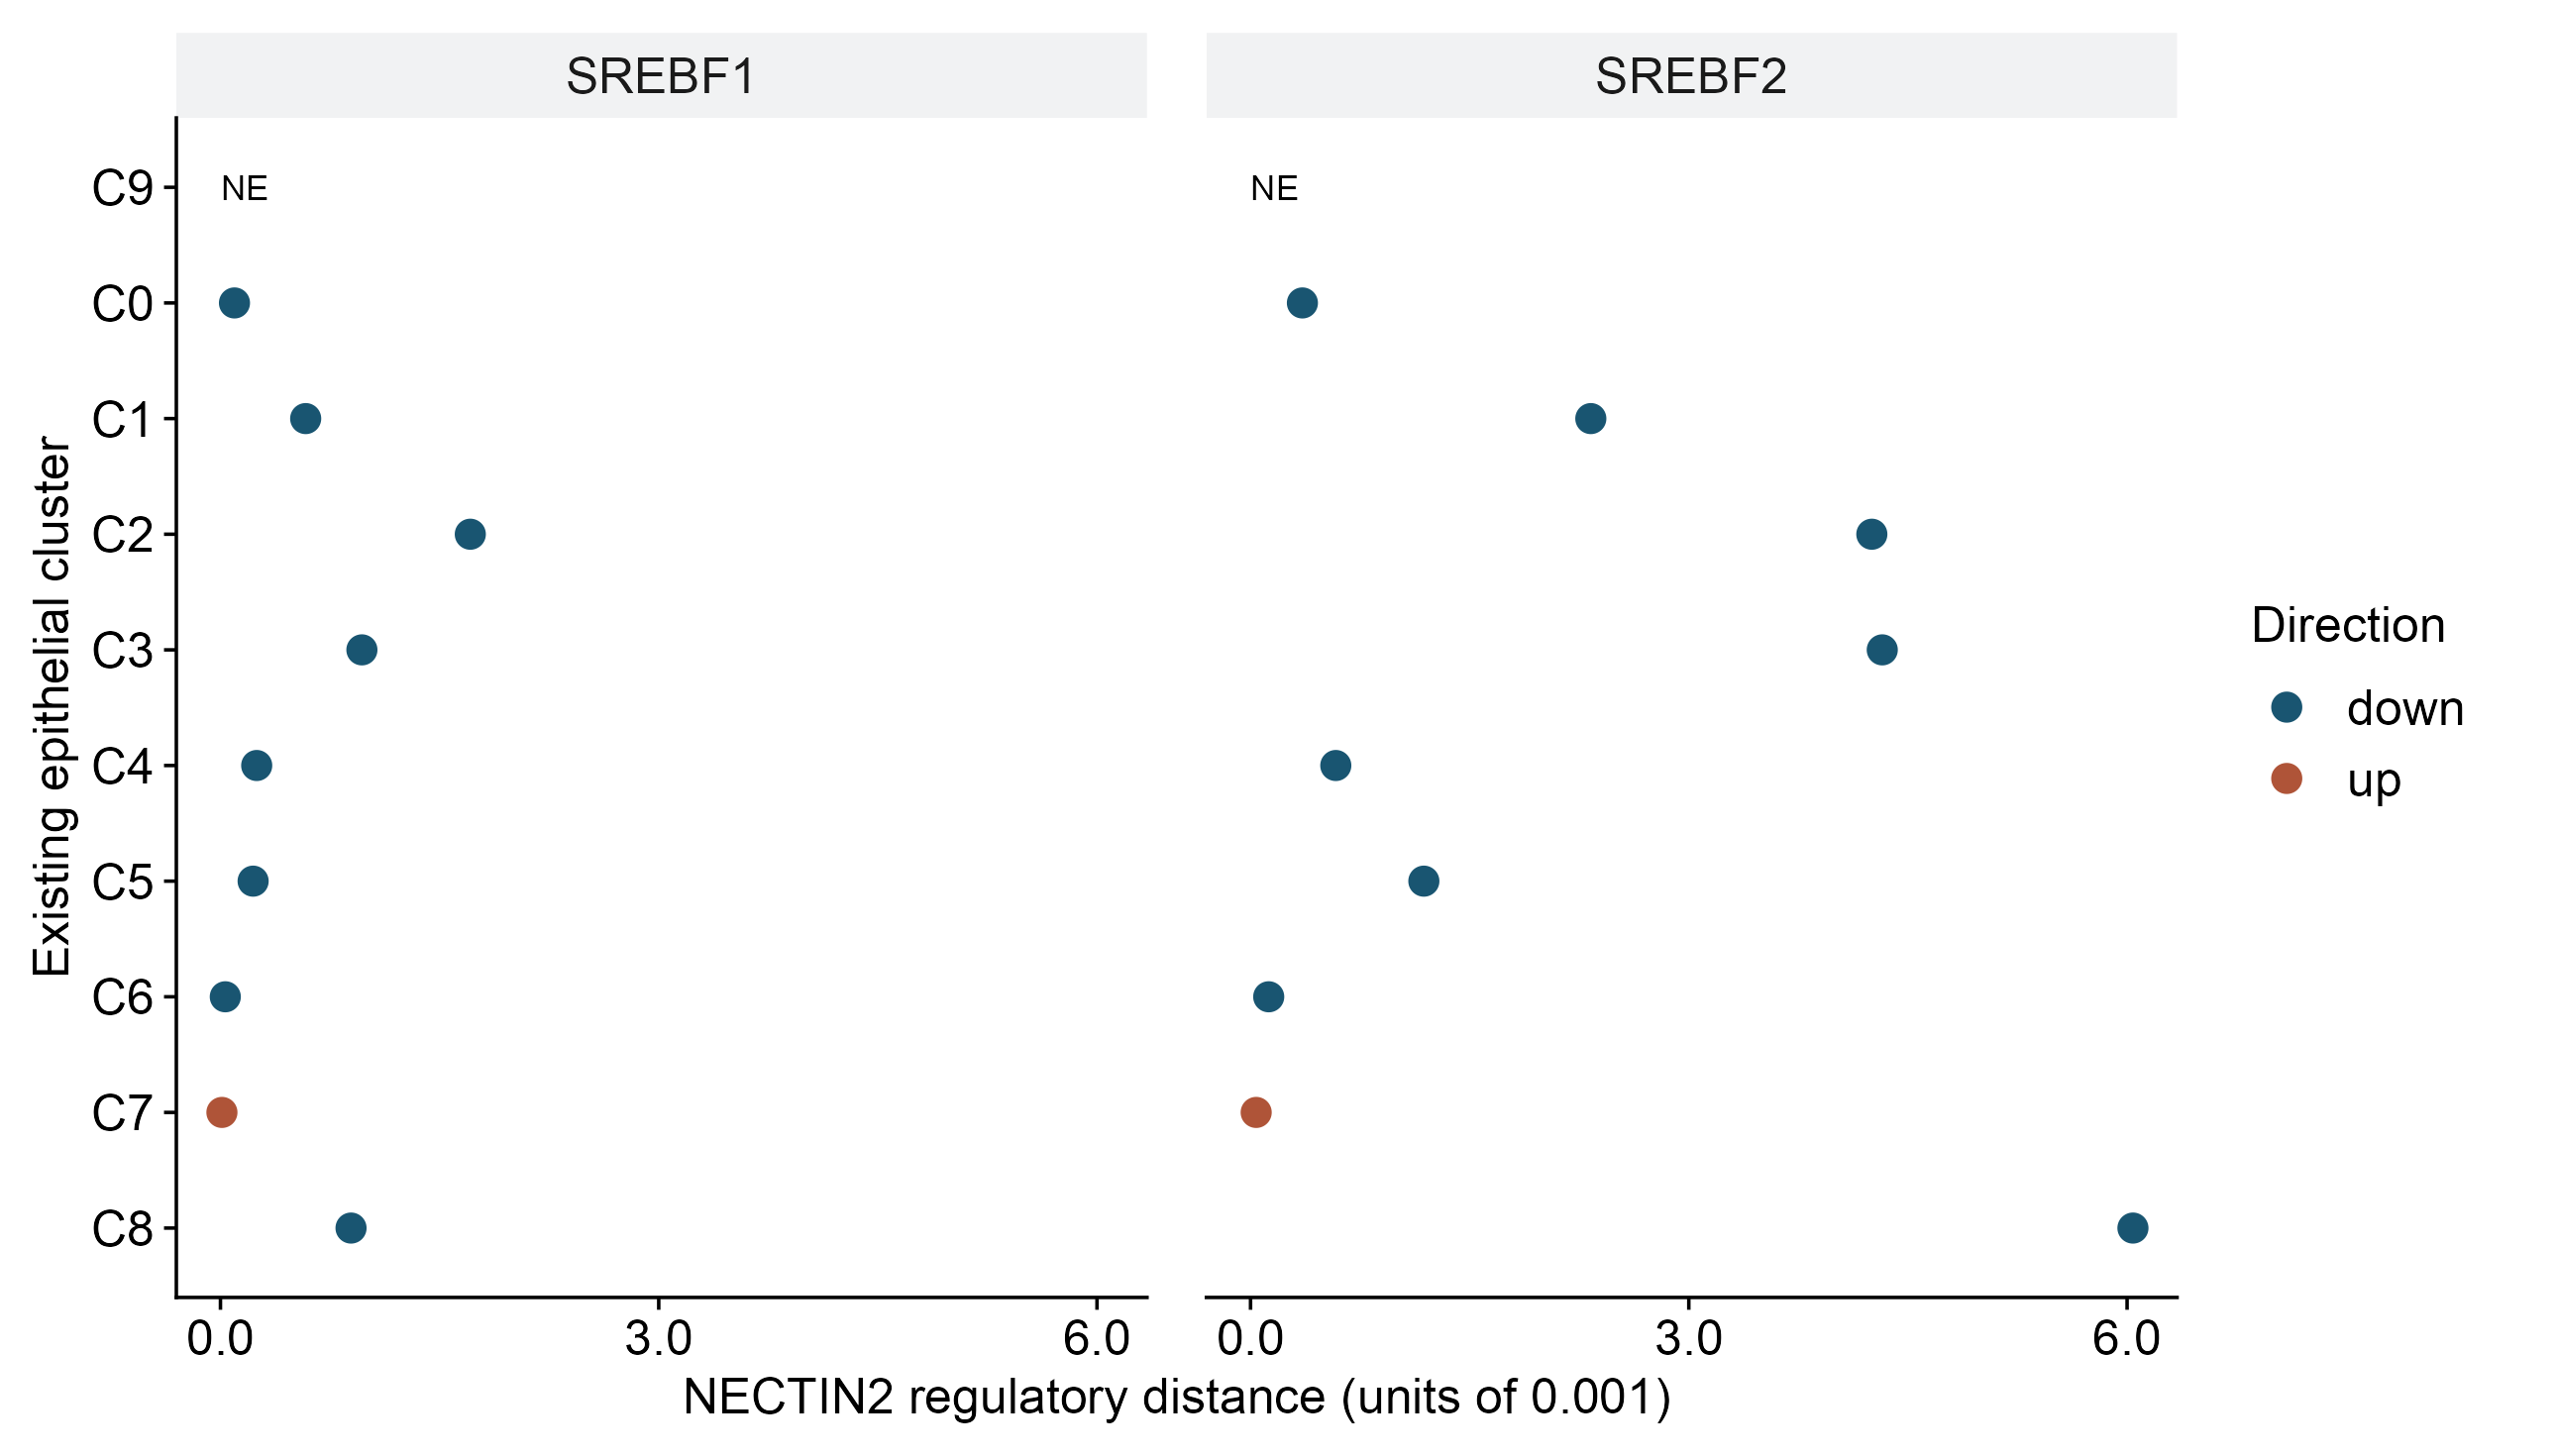 SREBF1
SREBF2
Existing epithelial cluster
C9
NE
NE
C0
C1
C2
C3
C4
C5
C6
C7
C8
Direction
down
up
0.0
3.0
6.0
0.0
3.0
6.0
NECTIN2 regulatory distance (units of 0.001)